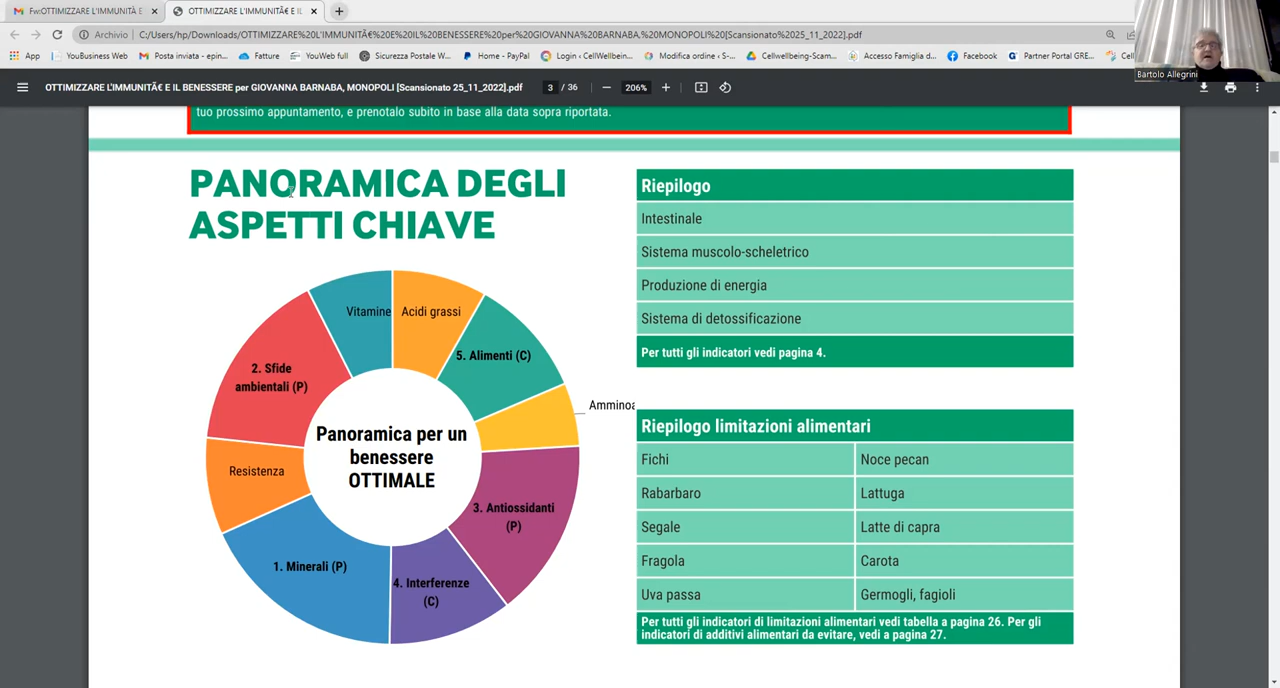 Fw:OTTIMIZZARE L'IMMUNITÀ E
OTTIMIZZARE L'IMMUNITÃ€ E IL
Archivio
C:/Users/hp/Downloads/OTTIMIZZARE%20L'IMMUNITÃ€%20E%20IL%20BENESSERE%20per%20GIOVANNA%20BARNABA,%20MONOPOLI%20[Scansionato%2025_11_2022].pdf
App
YouBusiness Web
Posta inviata - epin...
Fatture
YouWeb full
Sicurezza Postale W...
Home - PayPal
Login ‹ CellWellbein...
Modifica ordine ‹ S...
Cellwellbeing-Scam...
Accesso Famiglia d...
Facebook
Partner Portal GRE...
Bartolo Allegrini
OTTIMIZZARE L'IMMUNITÃ€ E IL BENESSERE per GIOVANNA BARNABA, MONOPOLI [Scansionato 25_11_2022].pdf
3 / 36
206%
tuo prossimo appuntamento, e prenotalo subito in base alla data sopra riportata.
PANORAMICA DEGLI
ASPETTI CHIAVE
Vitamine
Acidi grassi
5. Alimenti (C)
2. Sfide
ambientali (P)
Amminoa
Panoramica per un
benessere
OTTIMALE
Resistenza
3. Antiossidanti
(P)
1. Minerali (P)
4. Interferenze
(C)
Riepilogo
Intestinale
Sistema muscolo-scheletrico
Produzione di energia
Sistema di detossificazione
Per tutti gli indicatori vedi pagina 4.
Riepilogo limitazioni alimentari
Fichi Noce pecan
Rabarbaro Lattuga
Segale Latte di capra
Fragola Carota
Uva passa Germogli, fagioli
Per tutti gli indicatori di limitazioni alimentari vedi tabella a pagina 26. Per gli
indicatori di additivi alimentari da evitare, vedi a pagina 27.